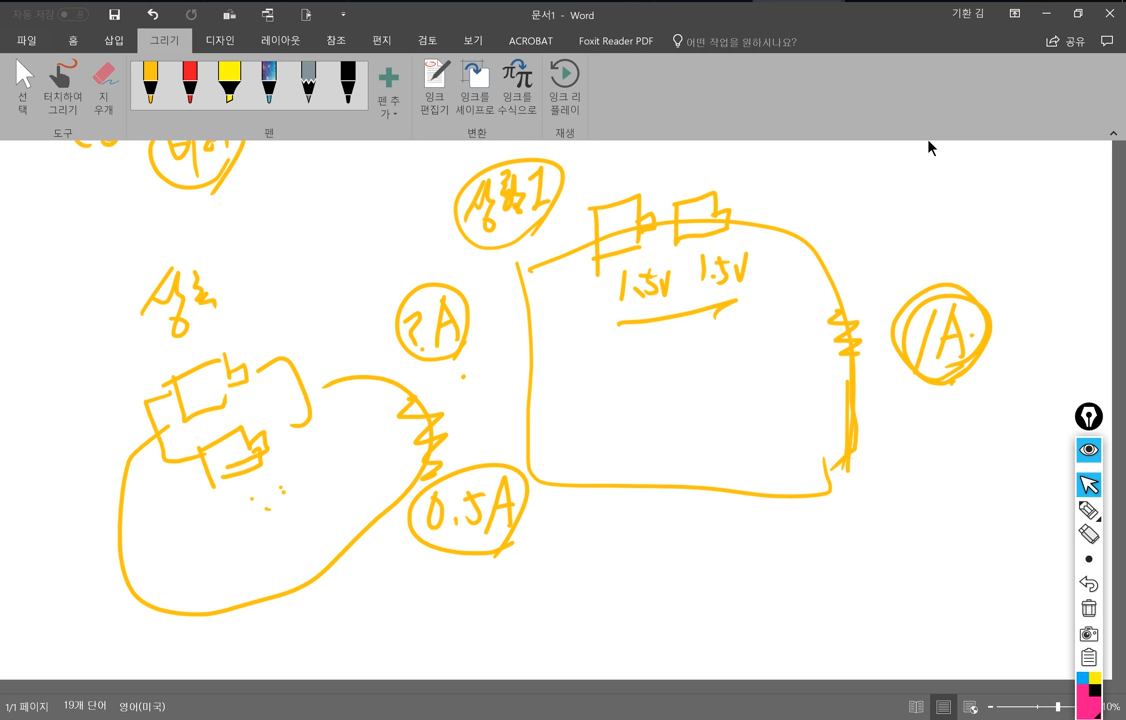 자동 저장
문서1 - Word
기환 김
파일 홈 삽입 그리기 디자인 레이아웃 참조 편지 검토 보기 ACROBAT Foxit Reader PDF 어떤 작업을 원하시나요? 공유
선택
터치하여 그리기
지우개
펜 추가
잉크 편집기
잉크를 셰이프로
잉크를 수식으로
잉크 리플레이
도구 펜 변환 재생
상황1
1.5V 1.5V
?A
1A
0.5A
1/1 페이지 19개 단어 영어(미국)
10%